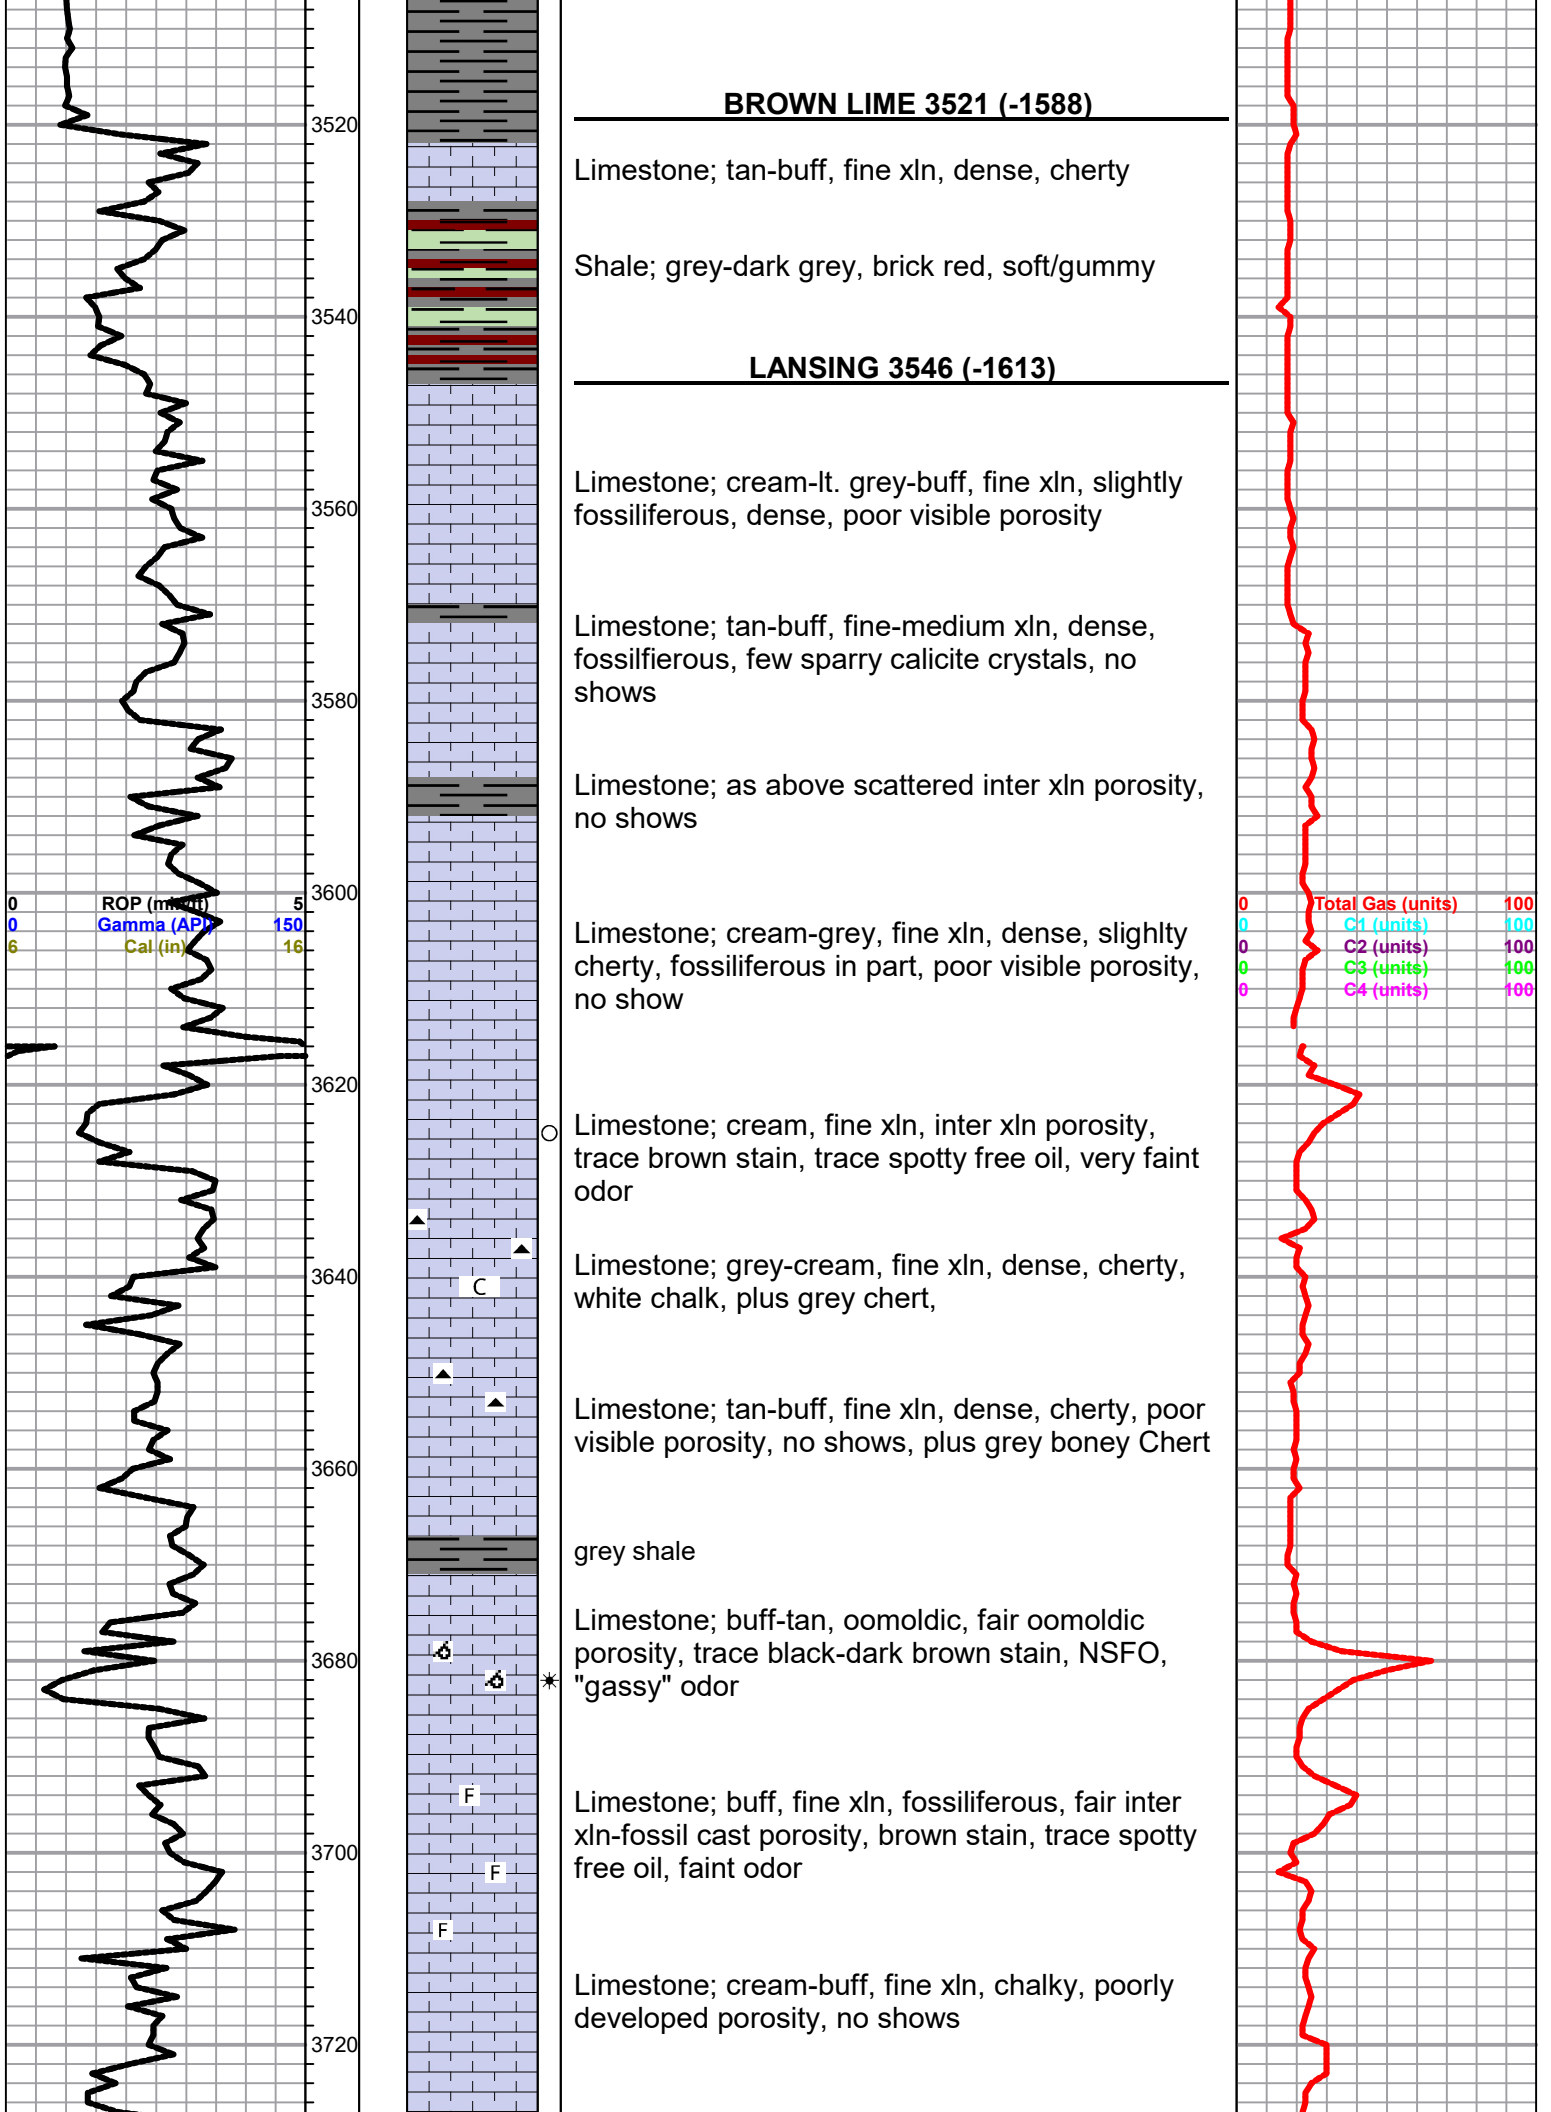 BROWN LIME 3521 (-1588)
3520
Limestone; tan-buff, fine xln, dense, cherty
Shale; grey-dark grey, brick red, soft/gummy
3540
LANSING 3546 (-1613)
Limestone; cream-lt. grey-buff, fine xln, slightly
fossiliferous, dense, poor visible porosity
3560
Limestone; tan-buff, fine-medium xln, dense,
fossilfierous, few sparry calicite crystals, no
shows
3580
Limestone; as above scattered inter xln porosity,
no shows
3600
0 ROP (min/ft) 5
0 Gamma (API) 150
6 Cal (in) 16
0 Total Gas (units) 100
0 C1 (units) 100
0 C2 (units) 100
0 C3 (units) 100
0 C4 (units) 100
Limestone; cream-grey, fine xln, dense, slighlty
cherty, fossiliferous in part, poor visible porosity,
no show
3620
Limestone; cream, fine xln, inter xln porosity,
trace brown stain, trace spotty free oil, very faint
odor
3640
C
Limestone; grey-cream, fine xln, dense, cherty,
white chalk, plus grey chert,
Limestone; tan-buff, fine xln, dense, cherty, poor
visible porosity, no shows, plus grey boney Chert
3660
grey shale
Limestone; buff-tan, oomoldic, fair oomoldic
porosity, trace black-dark brown stain, NSFO,
"gassy" odor
3680
F
Limestone; buff, fine xln, fossiliferous, fair inter
xln-fossil cast porosity, brown stain, trace spotty
free oil, faint odor
3700
F
F
Limestone; cream-buff, fine xln, chalky, poorly
developed porosity, no shows
3720